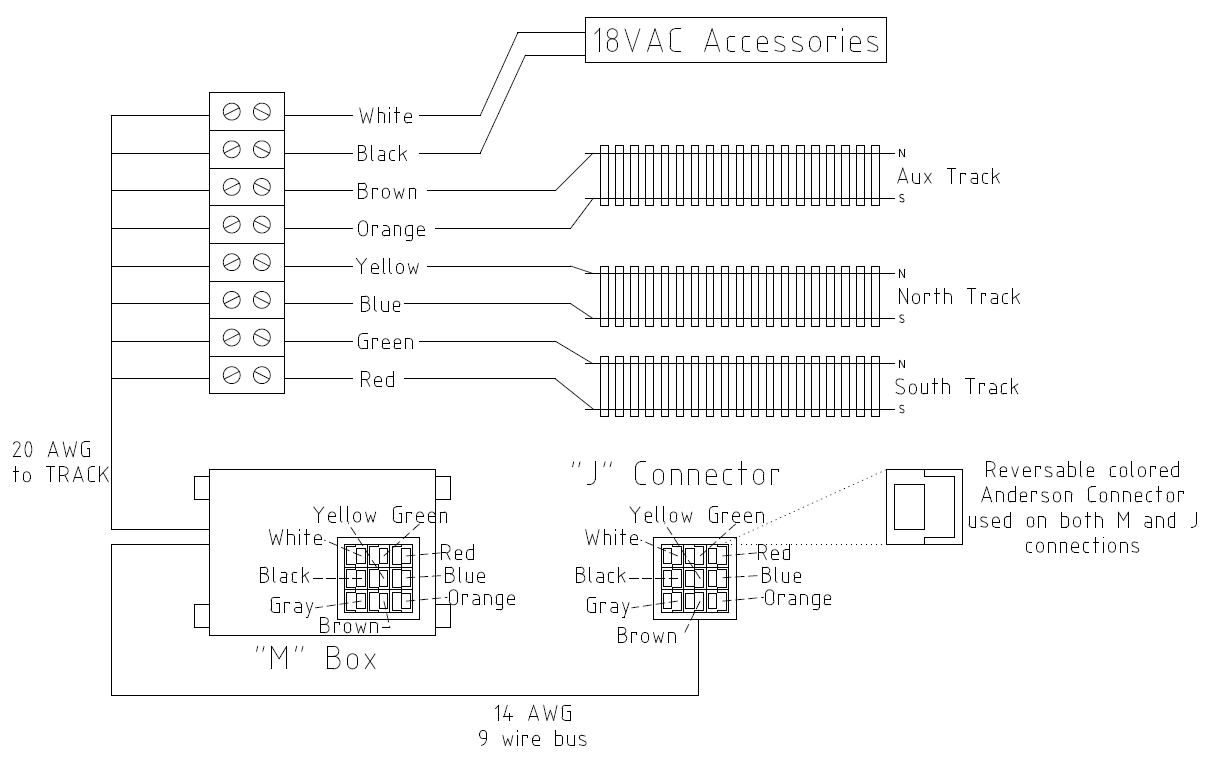 18VAC Accessories
White
Black
Brown
Orange
Yellow
Blue
Green
Red
N
Aux Track
S
N
North Track
S
N
South Track
S
20 AWG
to TRACK
"J" Connector
Reversable colored
Anderson Connector
used on both M and J
connections
Yellow Green
White
Red
Black
Blue
Gray
Orange
Brown
"M" Box
Yellow Green
White
Red
Black
Blue
Gray
Orange
Brown
14 AWG
9 wire bus